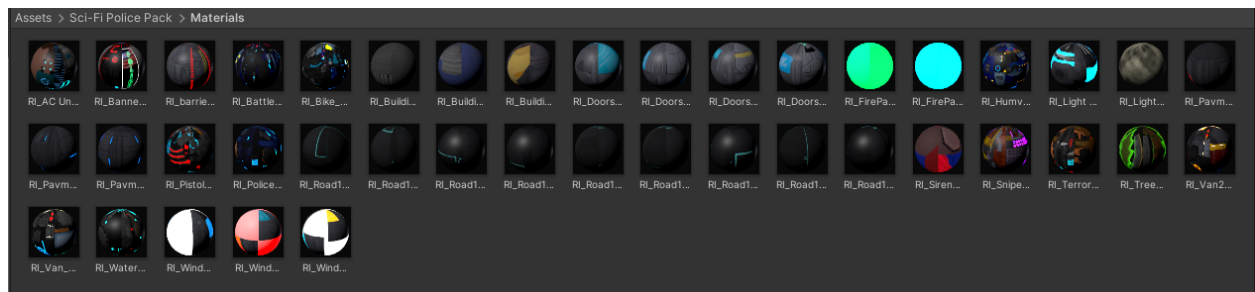 Assets > Sci-Fi Police Pack > Materials
RI_AC Un... RI_Banne... RI_barrie... RI_Battle... RI_Bike_... RI_Buildi... RI_Buildi... RI_Buildi... RI_Doors... RI_Doors... RI_Doors... RI_Doors... RI_FirePa... RI_FirePa... RI_Humv... RI_Light ... RI_Light... RI_Pavm...
RI_Pavm... RI_Pavm... RI_Pistol... RI_Police... RI_Road1... RI_Road1... RI_Road1... RI_Road1... RI_Road1... RI_Road1... RI_Road1... RI_Road1... RI_Road1... RI_Siren... RI_Snipe... RI_Terror... RI_Tree... RI_Van2...
RI_Van_... RI_Water... RI_Wind... RI_Wind... RI_Wind...